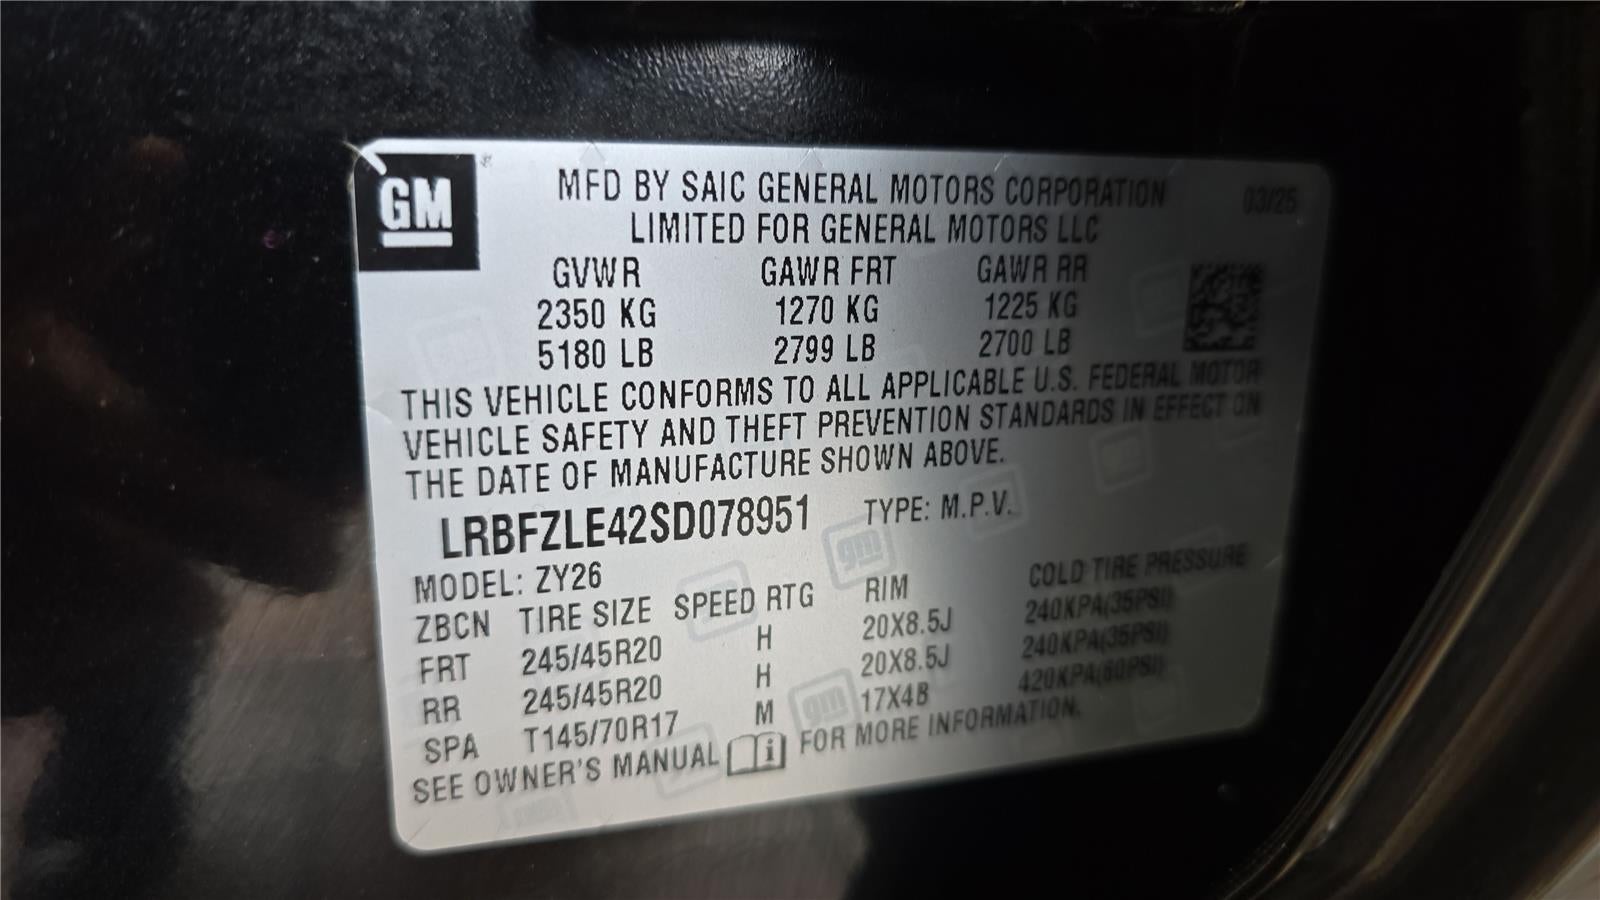 GM
MFD BY SAIC GENERAL MOTORS CORPORATION 03/25
LIMITED FOR GENERAL MOTORS LLC
GVWR GAWR FRT GAWR RR
2350 KG 1270 KG 1225 KG
5180 LB 2799 LB 2700 LB
THIS VEHICLE CONFORMS TO ALL APPLICABLE U.S. FEDERAL MOTOR
VEHICLE SAFETY AND THEFT PREVENTION STANDARDS IN EFFECT ON
THE DATE OF MANUFACTURE SHOWN ABOVE.
LRBFZLE42SD078951 TYPE: M.P.V.
MODEL: ZY26
ZBCN TIRE SIZE SPEED RTG RIM COLD TIRE PRESSURE
FRT 245/45R20 H 20X8.5J 240KPA(35PSI)
RR 245/45R20 H 20X8.5J 240KPA(35PSI)
SPA T145/70R17 M 17X4B 420KPA(60PSI)
SEE OWNER'S MANUAL FOR MORE INFORMATION.